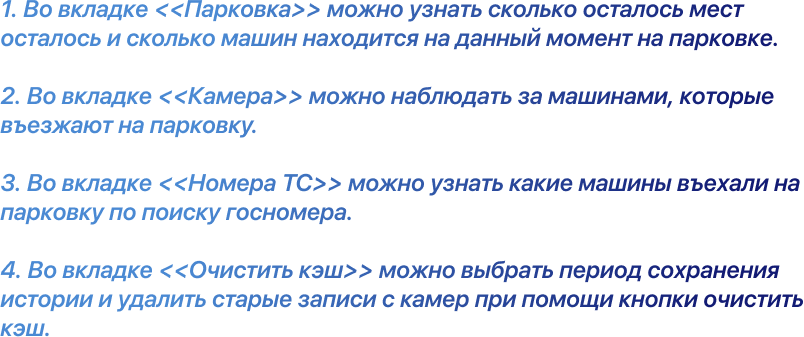 1. Во вкладке <<Парковка>> можно узнать сколько осталось мест
осталось и сколько машин находится на данный момент на парковке.
2. Во вкладке <<Камера>> можно наблюдать за машинами, которые
въезжают на парковку.
3. Во вкладке <<Номера ТС>> можно узнать какие машины въехали на
парковку по поиску госномера.
4. Во вкладке <<Очистить кэш>> можно выбрать период сохранения
истории и удалить старые записи с камер при помощи кнопки очистить
кэш.